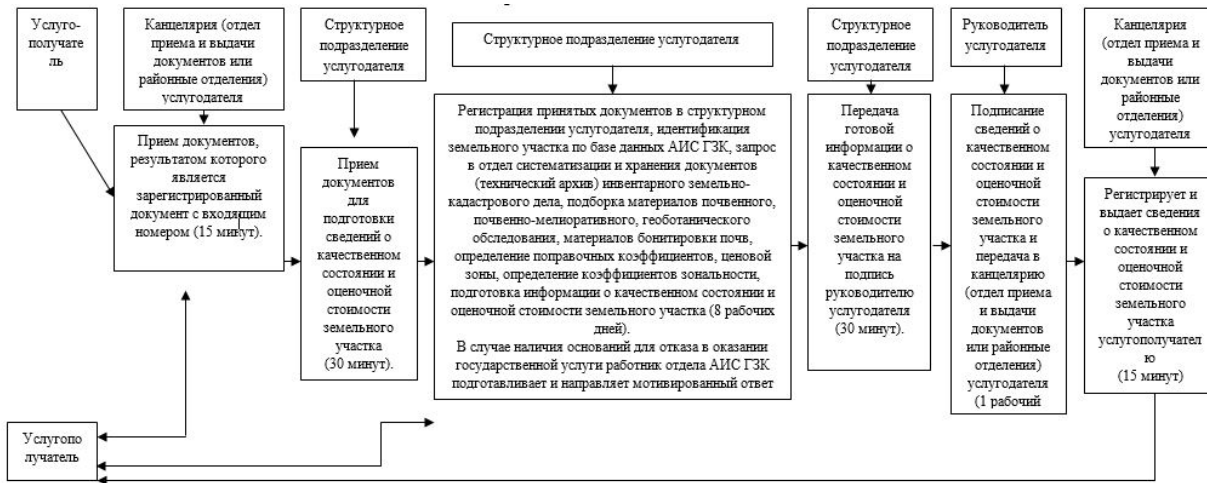 Услуго-
получате
ль
Канцелярия (отдел
приема и выдачи
документов или
районные отделения)
услугодателя
Структурное
подразделение
услугодателя
Структурное подразделение услугодателя
Структурное
подразделение
услугодателя
Руководитель
услугодателя
Канцелярия
(отдел приема и
выдачи
документов или
районные
отделения)
услугодателя
Прием документов,
результатом которого
является
зарегистрированный
документ с входящим
номером (15 минут).
Прием
документов
для
подготовки
сведений о
качественном
состоянии и
оценочной
стоимости
земельного
участка
(30 минут).
Регистрация принятых документов в структурном
подразделении услугодателя, идентификация
земельного участка по базе данных АИС ГЗК, запрос
в отдел систематизации и хранения документов
(технический архив) инвентарного земельно-
кадастрового дела, подборка материалов почвенного,
почвенно-мелиоративного, геоботанического
обследования, материалов бонитировки почв,
определение поправочных коэффициентов, ценовой
зоны, определение коэффициентов зональности,
подготовка информации о качественном состоянии и
оценочной стоимости земельного участка (8 рабочих
дней).
В случае наличия оснований для отказа в оказании
государственной услуги работник отдела АИС ГЗК
подготавливает и направляет мотивированный ответ
Передача
готовой
информации о
качественном
состоянии и
оценочной
стоимости
земельного
участка на
подпись
руководителю
услугодателя
(30 минут).
Подписание
сведений о
качественном
состоянии и
оценочной
стоимости
земельного
участка и
передача в
канцелярию
(отдел приема
и выдачи
документов
или районные
отделения)
услугодателя
(1 рабочий
Регистрирует и
выдает сведения
о качественном
состоянии и
оценочной
стоимости
земельного
участка
услугополучател
ю
(15 минут)
Услугопо
лучатель